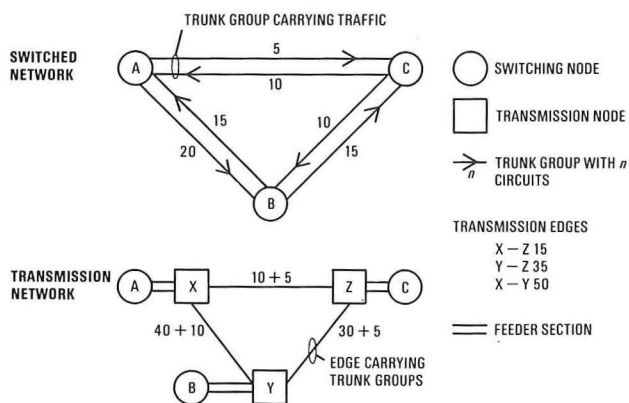 TRUNK GROUP CARRYING TRAFFIC
SWITCHED
NETWORK
A
5
10
C
15
20
10
15
B
SWITCHING NODE
TRANSMISSION NODE
n
TRUNK GROUP WITH n
CIRCUITS
TRANSMISSION EDGES
X – Z 15
Y – Z 35
X – Y 50
FEEDER SECTION
TRANSMISSION
NETWORK
A
X
10 + 5
Z
C
40 + 10
30 + 5
B
Y
EDGE CARRYING
TRUNK GROUPS